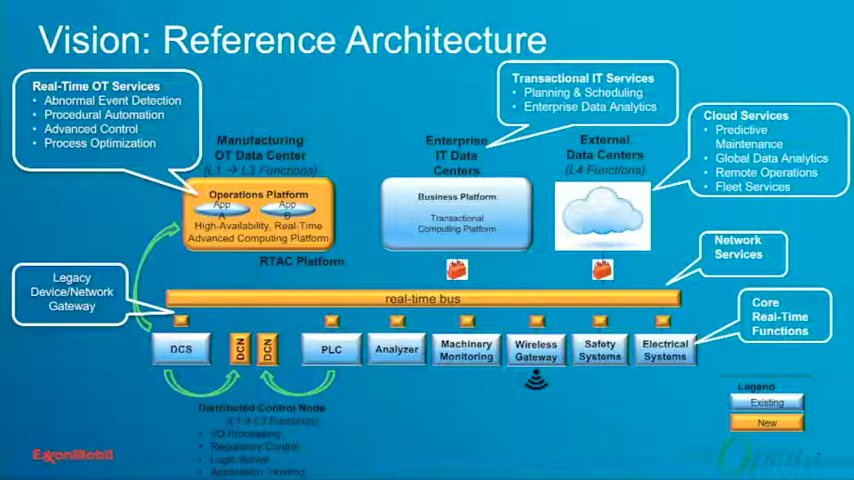 Vision: Reference Architecture
Real-Time OT Services
• Abnormal Event Detection
• Procedural Automation
• Advanced Control
• Process Optimization
Transactional IT Services
• Planning & Scheduling
• Enterprise Data Analytics
Cloud Services
• Predictive
Maintenance
• Global Data Analytics
• Remote Operations
• Fleet Services
Manufacturing
OT Data Center
(L1 → L3 Functions)
Enterprise
IT Data
Centers
External
Data Centers
(L4 Functions)
Operations Platform
App
A
App
B
High-Availability, Real-Time
Advanced Computing Platform
RTAC Platform
Business Platform
Transactional
Computing Platform
Network
Services
Legacy
Device/Network
Gateway
real-time bus
Core
Real-Time
Functions
DCS
DCN
DCN
PLC
Analyzer
Machinery
Monitoring
Wireless
Gateway
Safety
Systems
Electrical
Systems
Distributed Control Node
(L1→L3 Functions)
• I/O Processing
• Regulatory Control
• Logic Solver
• Application Hosting
Legend
Existing
New
ExxonMobil